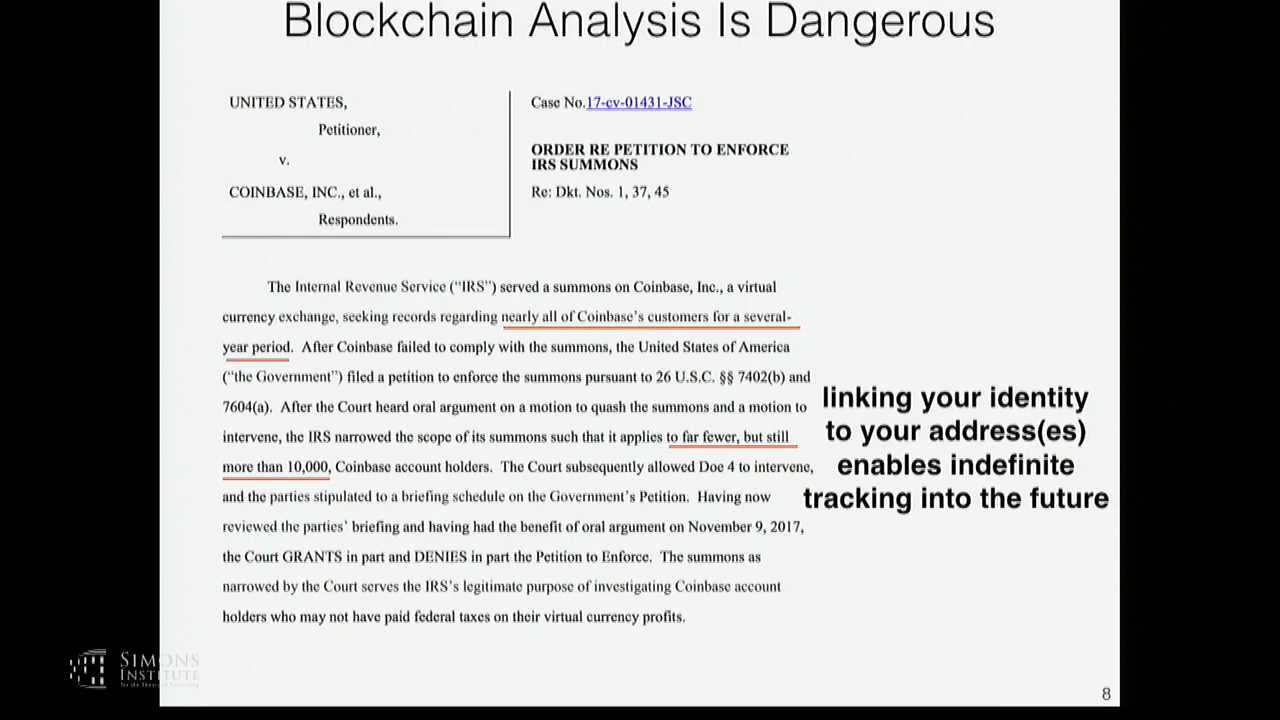 Blockchain Analysis Is Dangerous
UNITED STATES,
Petitioner,
v.
COINBASE, INC., et al.,
Respondents.
Case No.17-cv-01431-JSC
ORDER RE PETITION TO ENFORCE
IRS SUMMONS
Re: Dkt. Nos. 1, 37, 45
The Internal Revenue Service ("IRS") served a summons on Coinbase, Inc., a virtual
currency exchange, seeking records regarding nearly all of Coinbase's customers for a several-
year period. After Coinbase failed to comply with the summons, the United States of America
("the Government") filed a petition to enforce the summons pursuant to 26 U.S.C. §§ 7402(b) and
7604(a). After the Court heard oral argument on a motion to quash the summons and a motion to
intervene, the IRS narrowed the scope of its summons such that it applies to far fewer, but still
more than 10,000, Coinbase account holders. The Court subsequently allowed Doe 4 to intervene,
and the parties stipulated to a briefing schedule on the Government's Petition. Having now
reviewed the parties' briefing and having had the benefit of oral argument on November 9, 2017,
the Court GRANTS in part and DENIES in part the Petition to Enforce. The summons as
narrowed by the Court serves the IRS's legitimate purpose of investigating Coinbase account
holders who may not have paid federal taxes on their virtual currency profits.
linking your identity
to your address(es)
enables indefinite
tracking into the future
SIMONS
INSTITUTE
8